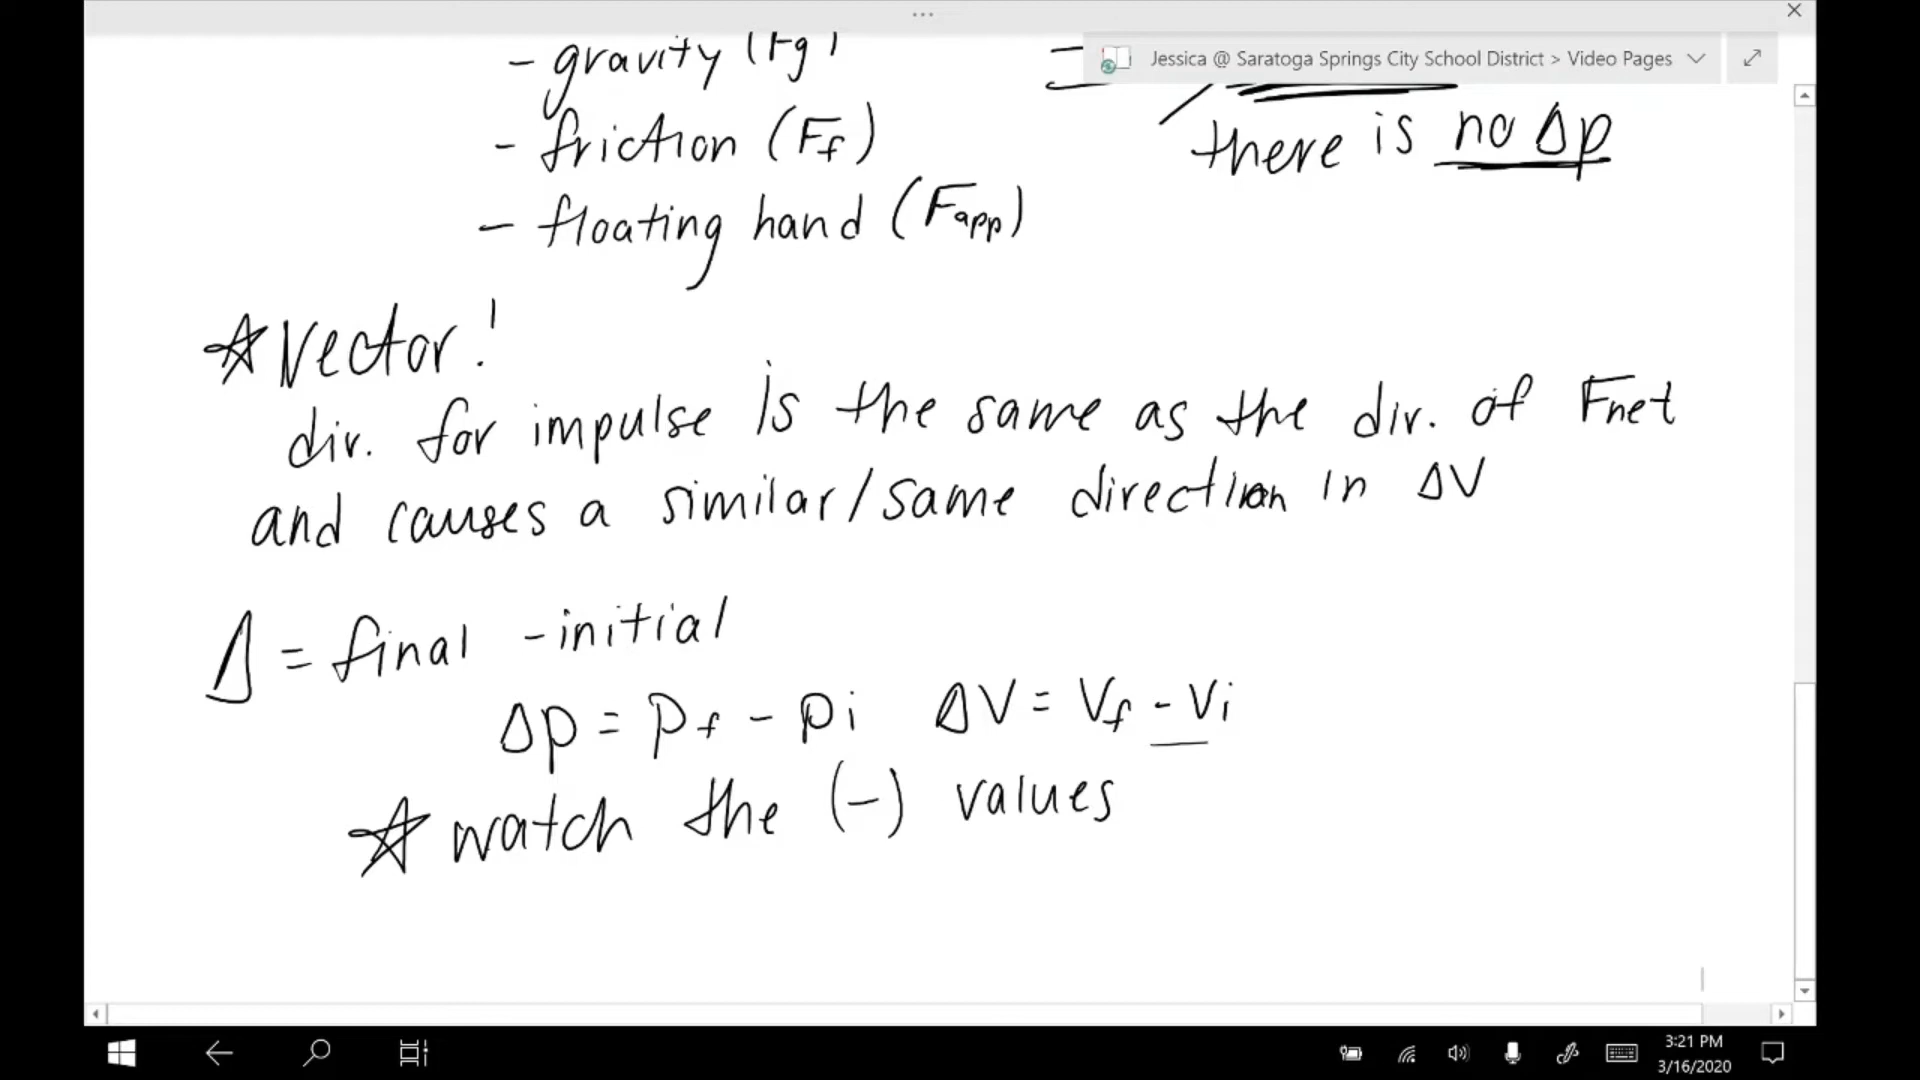 Jessica @ Saratoga Springs City School District > Video Pages
- gravity (Fg)
- friction (Ff)
- floating hand (Fapp)
there is no Δp
☆ Vector!
dir. for impulse is the same as the dir. of Fnet
and causes a similar/same direction in ΔV
Δ = final - initial
Δp = pf - pi ΔV = Vf - Vi
☆ watch the (-) values
3:21 PM
3/16/2020